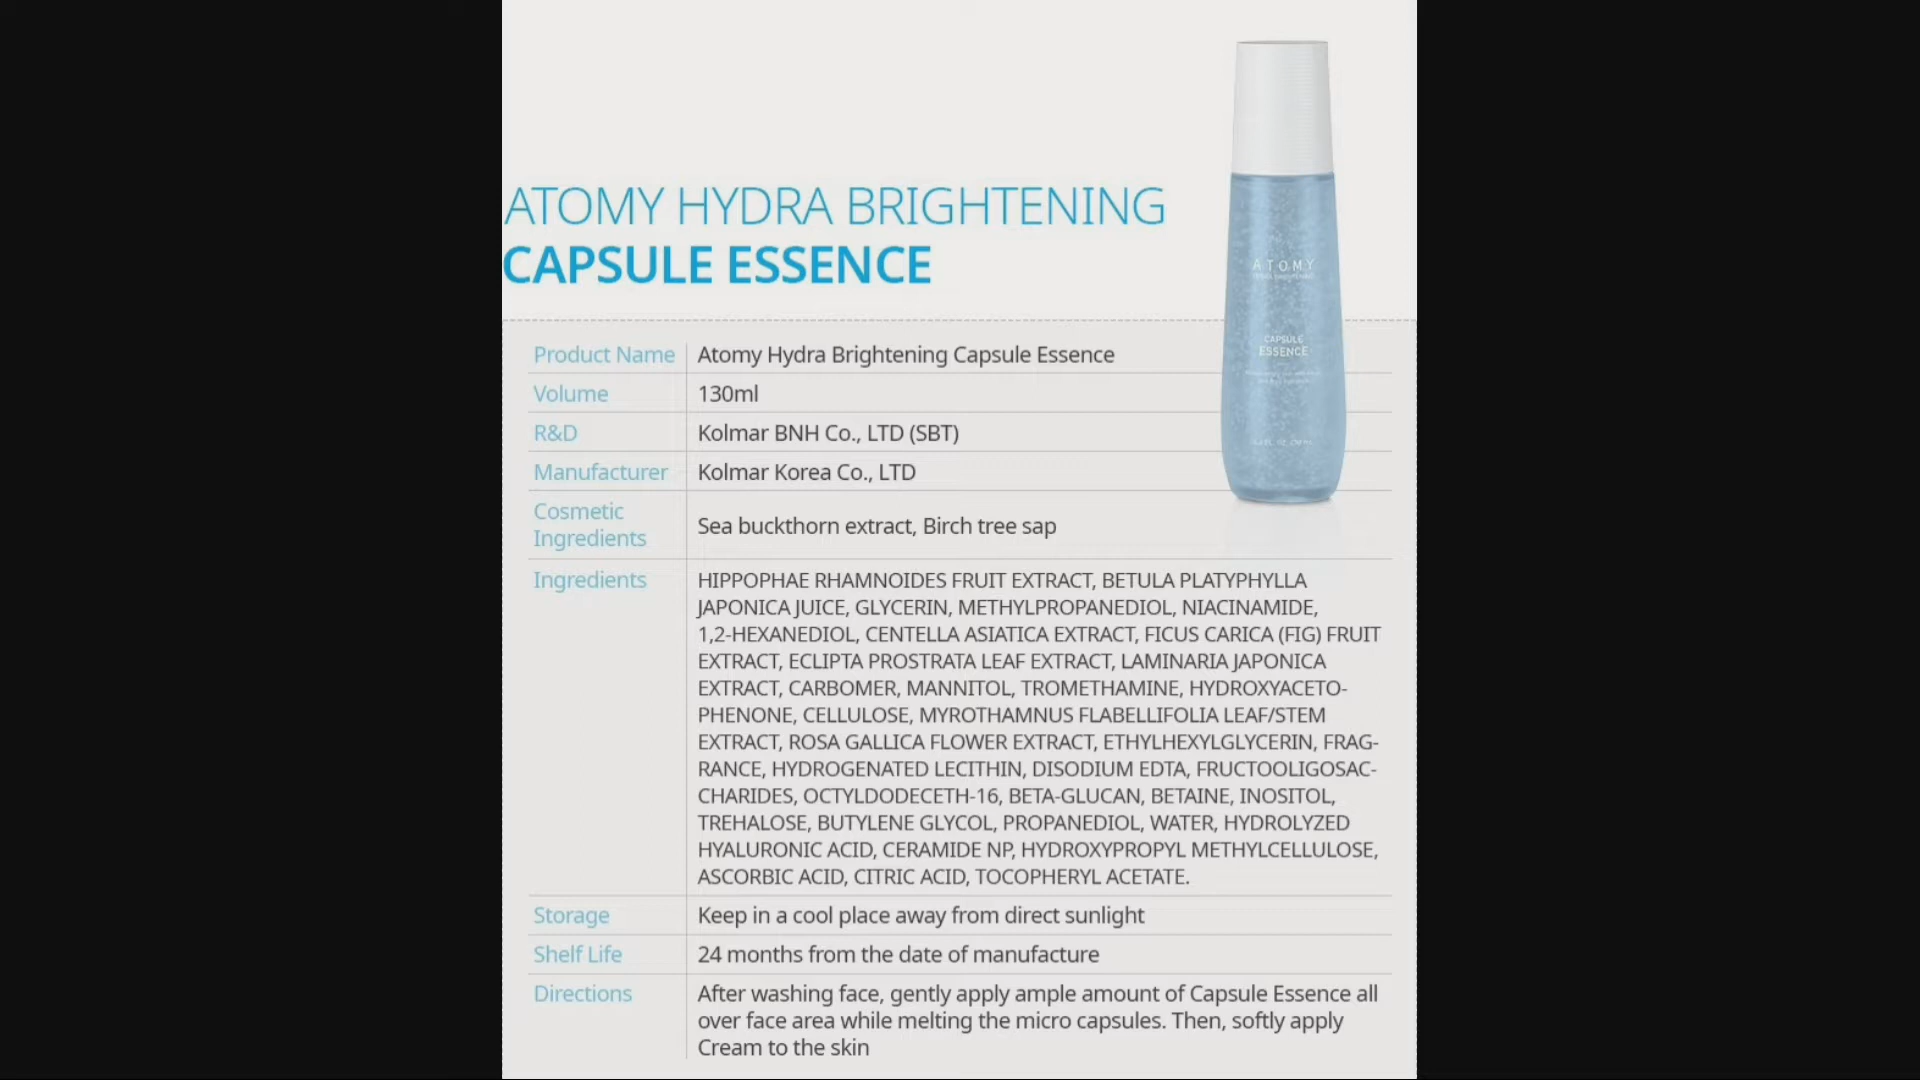 ATOMY HYDRA BRIGHTENING
CAPSULE ESSENCE
ATOMY
CAPSULE
ESSENCE
Product Name Atomy Hydra Brightening Capsule Essence
Volume 130ml
R&D Kolmar BNH Co., LTD (SBT)
Manufacturer Kolmar Korea Co., LTD
Cosmetic
Ingredients
Sea buckthorn extract, Birch tree sap
Ingredients HIPPOPHAE RHAMNOIDES FRUIT EXTRACT, BETULA PLATYPHYLLA
JAPONICA JUICE, GLYCERIN, METHYLPROPANEDIOL, NIACINAMIDE,
1,2-HEXANEDIOL, CENTELLA ASIATICA EXTRACT, FICUS CARICA (FIG) FRUIT
EXTRACT, ECLIPTA PROSTRATA LEAF EXTRACT, LAMINARIA JAPONICA
EXTRACT, CARBOMER, MANNITOL, TROMETHAMINE, HYDROXYACETO-
PHENONE, CELLULOSE, MYROTHAMNUS FLABELLIFOLIA LEAF/STEM
EXTRACT, ROSA GALLICA FLOWER EXTRACT, ETHYLHEXYLGLYCERIN, FRAG-
RANCE, HYDROGENATED LECITHIN, DISODIUM EDTA, FRUCTOOLIGOSAC-
CHARIDES, OCTYLDODECETH-16, BETA-GLUCAN, BETAINE, INOSITOL,
TREHALOSE, BUTYLENE GLYCOL, PROPANEDIOL, WATER, HYDROLYZED
HYALURONIC ACID, CERAMIDE NP, HYDROXYPROPYL METHYLCELLULOSE,
ASCORBIC ACID, CITRIC ACID, TOCOPHERYL ACETATE.
Storage Keep in a cool place away from direct sunlight
Shelf Life 24 months from the date of manufacture
Directions After washing face, gently apply ample amount of Capsule Essence all
over face area while melting the micro capsules. Then, softly apply
Cream to the skin